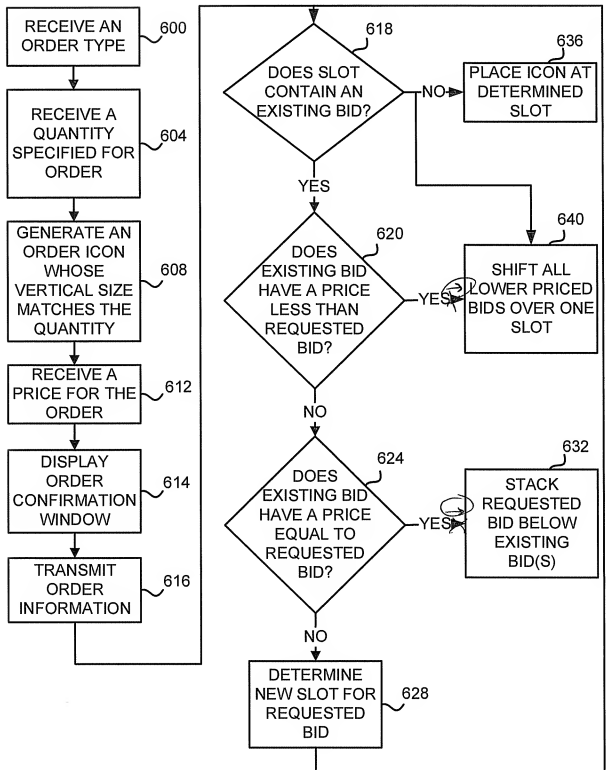 RECEIVE AN
ORDER TYPE
600
RECEIVE A
QUANTITY
SPECIFIED FOR
ORDER
604
GENERATE AN
ORDER ICON
WHOSE
VERTICAL SIZE
MATCHES THE
QUANTITY
608
RECEIVE A
PRICE FOR THE
ORDER
612
DISPLAY
ORDER
CONFIRMATION
WINDOW
614
TRANSMIT
ORDER
INFORMATION
616
DOES SLOT
CONTAIN AN
EXISTING BID?
618
NO
PLACE ICON AT
DETERMINED
SLOT
636
YES
DOES
EXISTING BID
HAVE A PRICE
LESS THAN
REQUESTED
BID?
620
YES
SHIFT ALL
LOWER PRICED
BIDS OVER ONE
SLOT
640
NO
DOES
EXISTING BID
HAVE A PRICE
EQUAL TO
REQUESTED
BID?
624
YES
STACK
REQUESTED
BID BELOW
EXISTING
BID(S)
632
NO
DETERMINE
NEW SLOT FOR
REQUESTED
BID
628